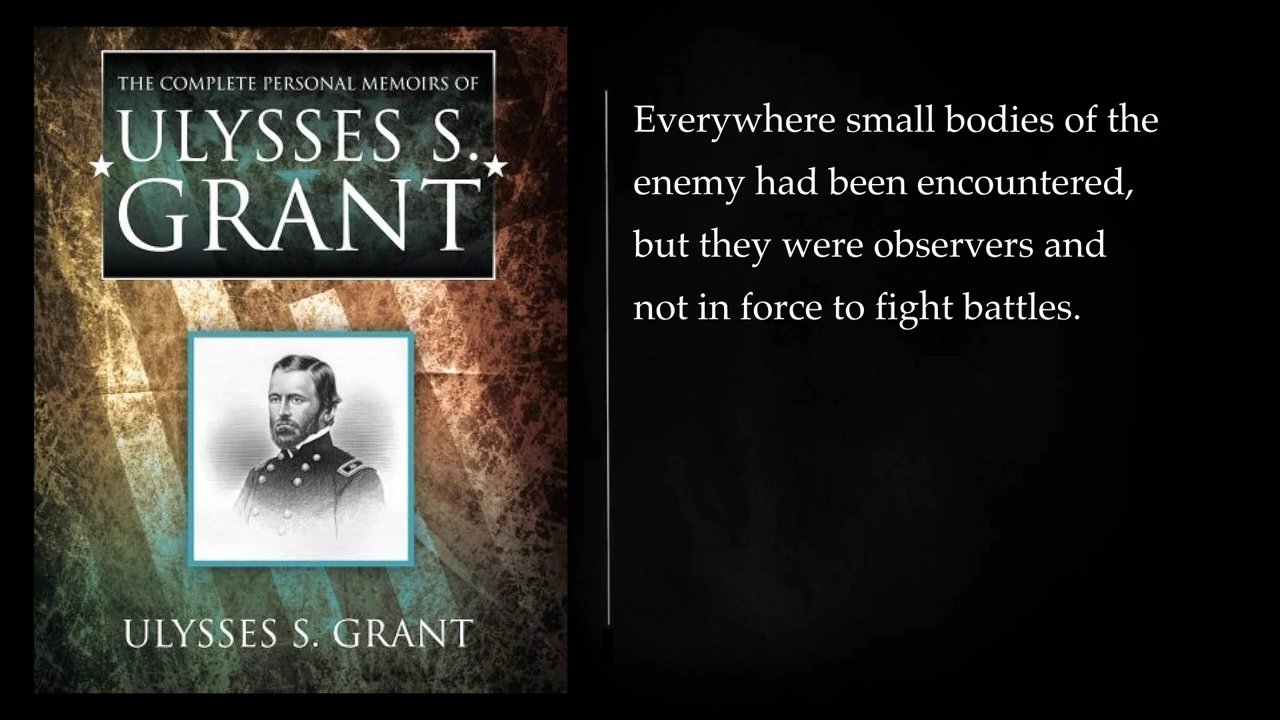 THE COMPLETE PERSONAL MEMOIRS OF
ULYSSES S.
GRANT
ULYSSES S. GRANT
Everywhere small bodies of the
enemy had been encountered,
but they were observers and
not in force to fight battles.